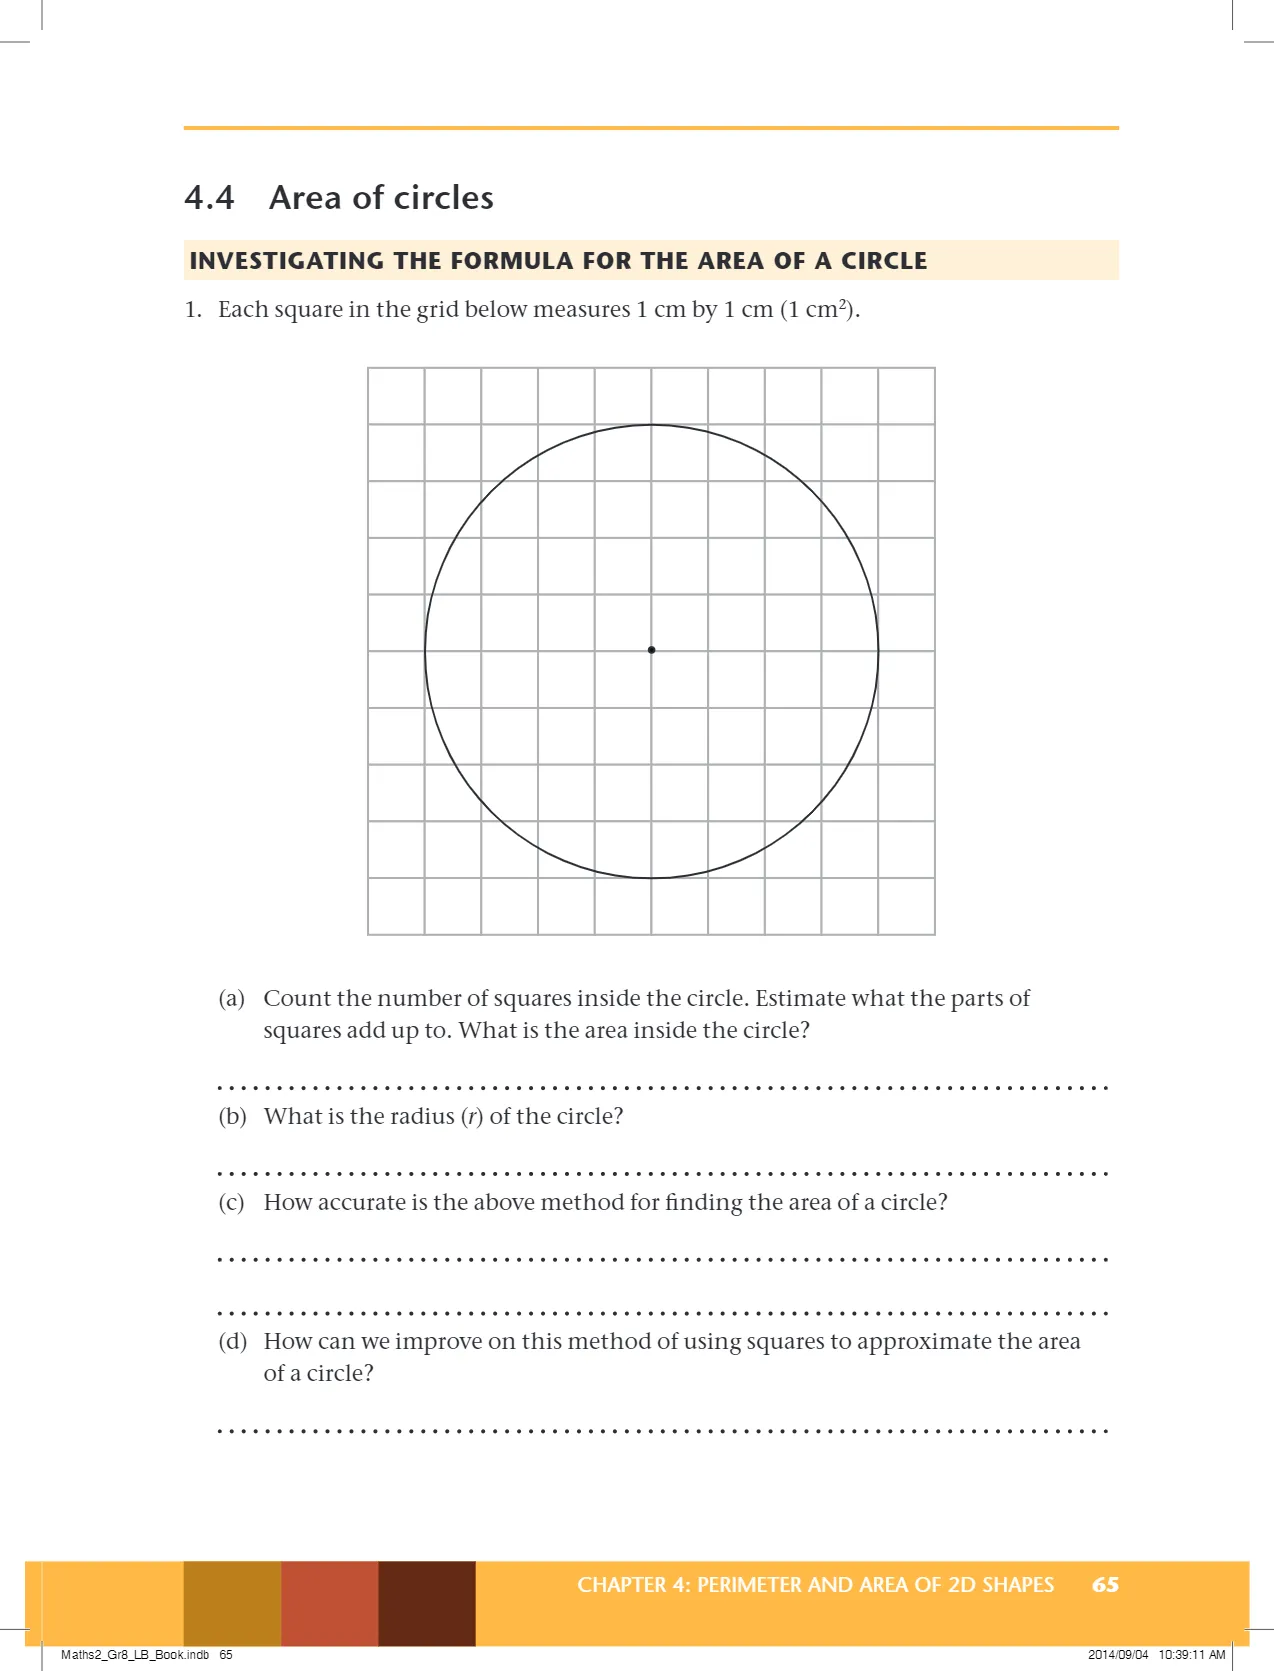 4.4 Area of circles
INVESTIGATING THE FORMULA FOR THE AREA OF A CIRCLE
1. Each square in the grid below measures 1 cm by 1 cm (1 cm²).
(a) Count the number of squares inside the circle. Estimate what the parts of
squares add up to. What is the area inside the circle?
(b) What is the radius (r) of the circle?
(c) How accurate is the above method for finding the area of a circle?
(d) How can we improve on this method of using squares to approximate the area
of a circle?
CHAPTER 4: PERIMETER AND AREA OF 2D SHAPES 65
Maths2_Gr8_LB_Book.indb 65 2014/09/04 10:39:11 AM